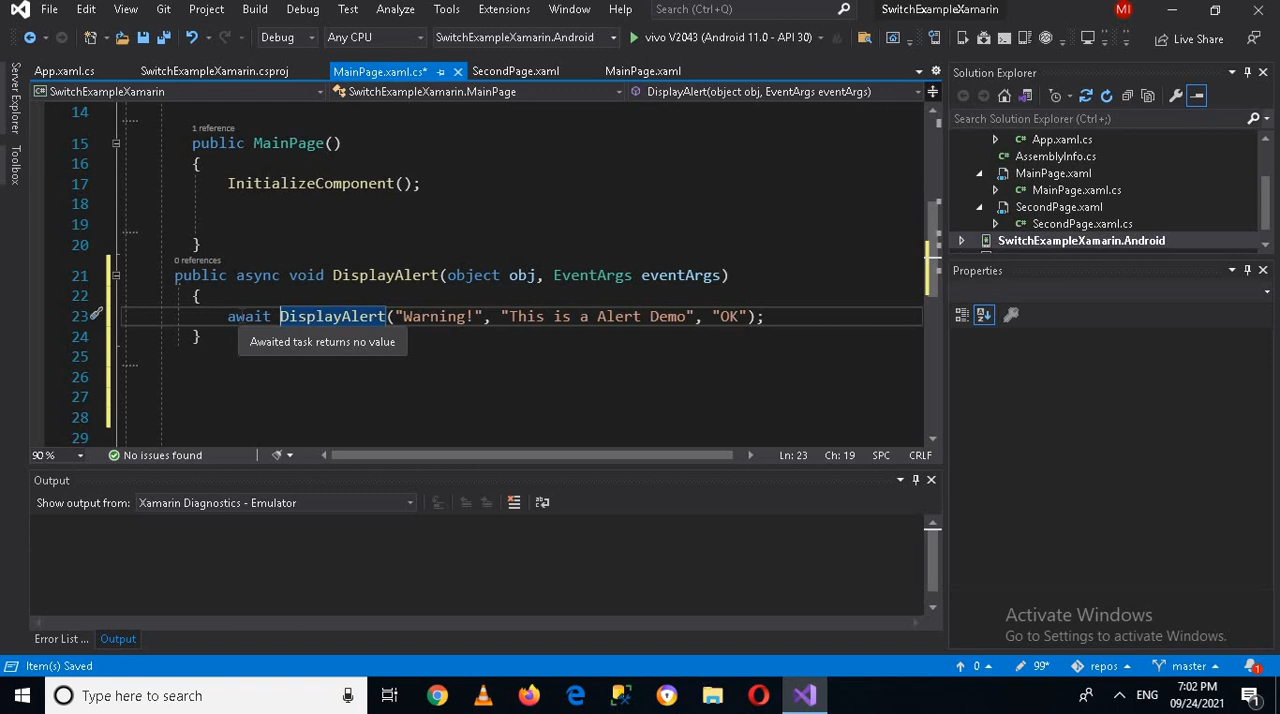 File Edit View Git Project Build Debug Test Analyze Tools Extensions Window Help Search (Ctrl+Q) SwitchExampleXamarin MI
Debug Any CPU SwitchExampleXamarin.Android vivo V2043 (Android 11.0 - API 30) Live Share
App.xaml.cs SwitchExampleXamarin.csproj MainPage.xaml.cs* SecondPage.xaml MainPage.xaml
SwitchExampleXamarin SwitchExampleXamarin.MainPage DisplayAlert(object obj, EventArgs eventArgs)
Server Explorer
Toolbox
14
1 reference
15 public MainPage()
16 {
17 InitializeComponent();
18
19
20 }
0 references
21 public async void DisplayAlert(object obj, EventArgs eventArgs)
22 {
23 await DisplayAlert("Warning!", "This is a Alert Demo", "OK");
24 }
Awaited task returns no value
25
26
27
28
29
90 % No issues found Ln: 23 Ch: 19 SPC CRLF
Output
Show output from: Xamarin Diagnostics - Emulator
Error List ... Output
Solution Explorer
Search Solution Explorer (Ctrl+;)
App.xaml.cs
AssemblyInfo.cs
MainPage.xaml
MainPage.xaml.cs
SecondPage.xaml
SecondPage.xaml.cs
SwitchExampleXamarin.Android
Properties
Activate Windows
Go to Settings to activate Windows.
Item(s) Saved 0 99* repos master 1
Type here to search ENG 7:02 PM
09/24/2021 1